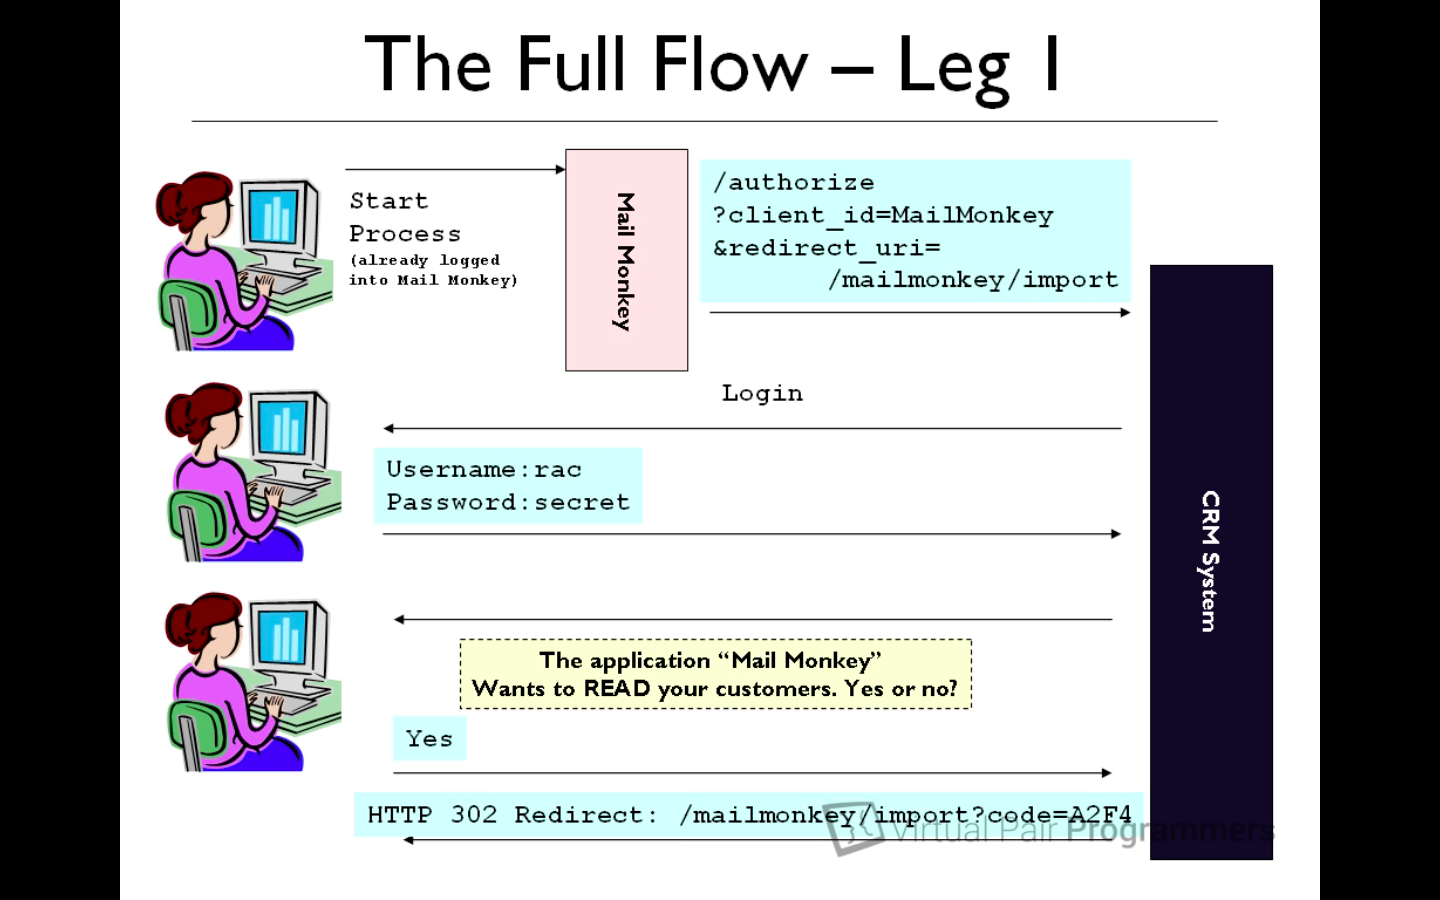 The Full Flow – Leg 1
Start
Process
(already logged
into Mail Monkey)
Mail Monkey
/authorize
?client_id=MailMonkey
&redirect_uri=
/mailmonkey/import
Login
Username:rac
Password:secret
CRM System
The application “Mail Monkey”
Wants to READ your customers. Yes or no?
Yes
HTTP 302 Redirect: /mailmonkey/import?code=A2F4
Virtual Pair Programmers